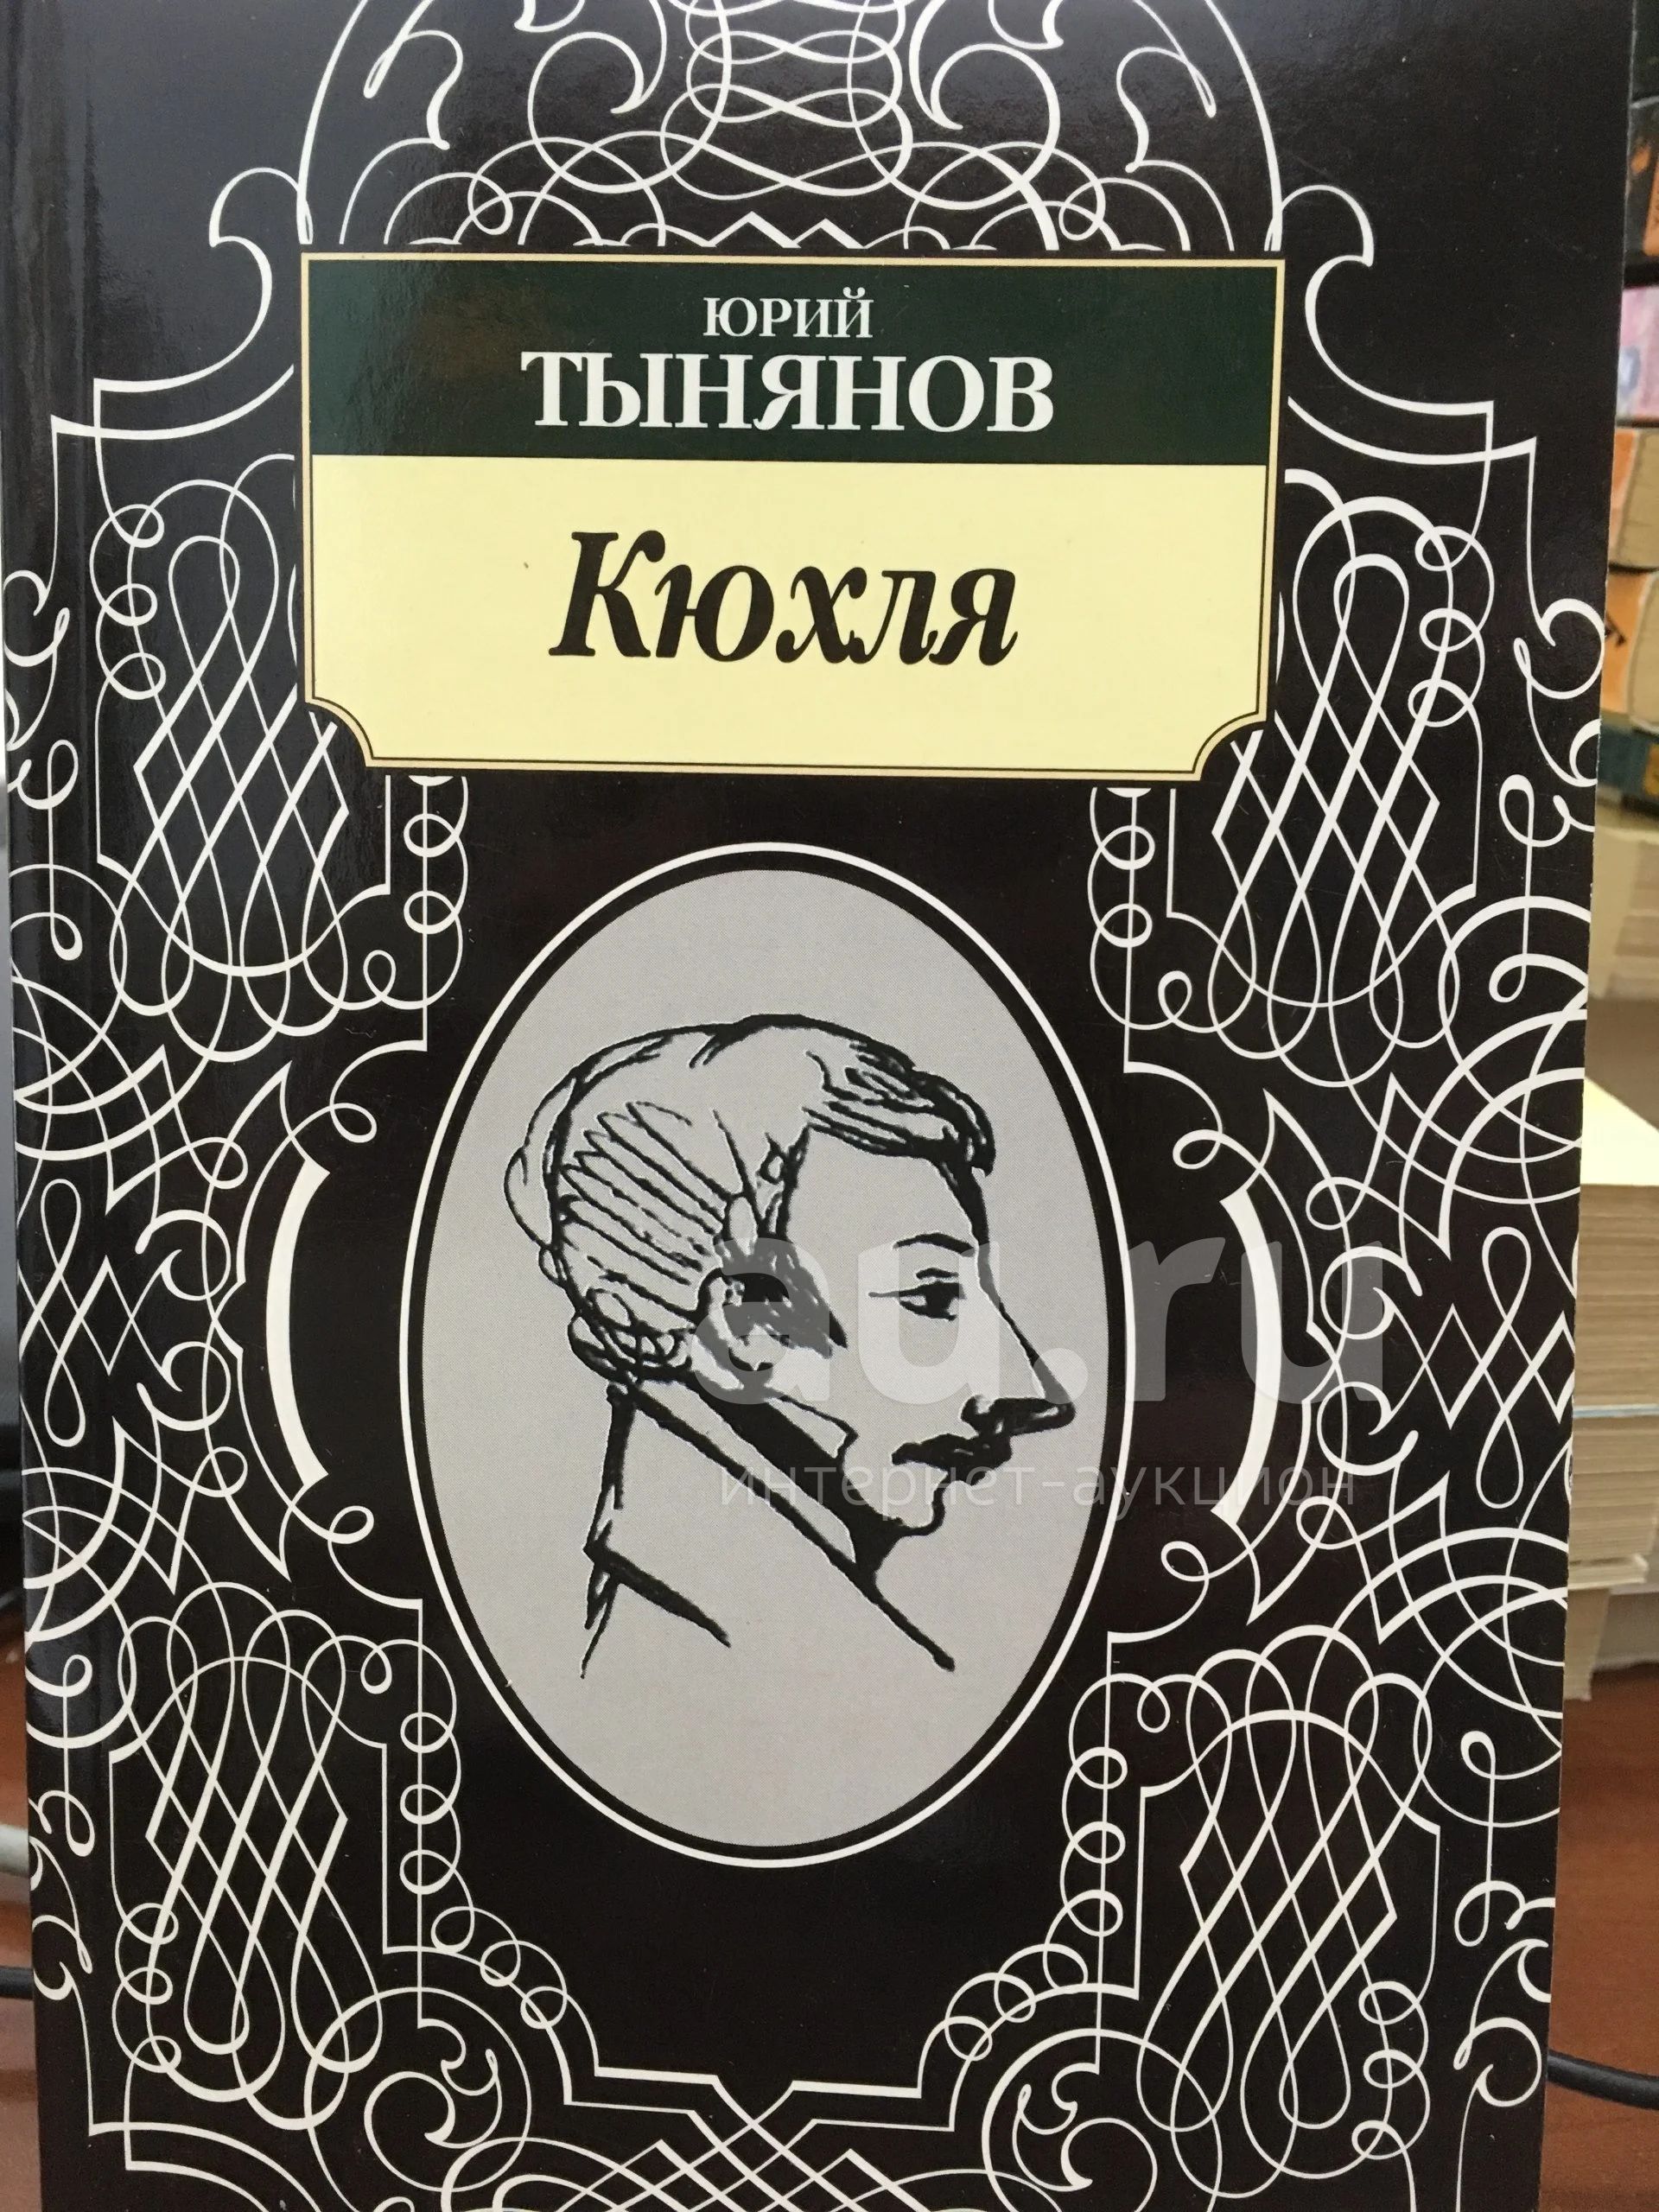 ЮРИЙ
ТЫНЯНОВ
Кюхля
au.ru
интернет-аукцион